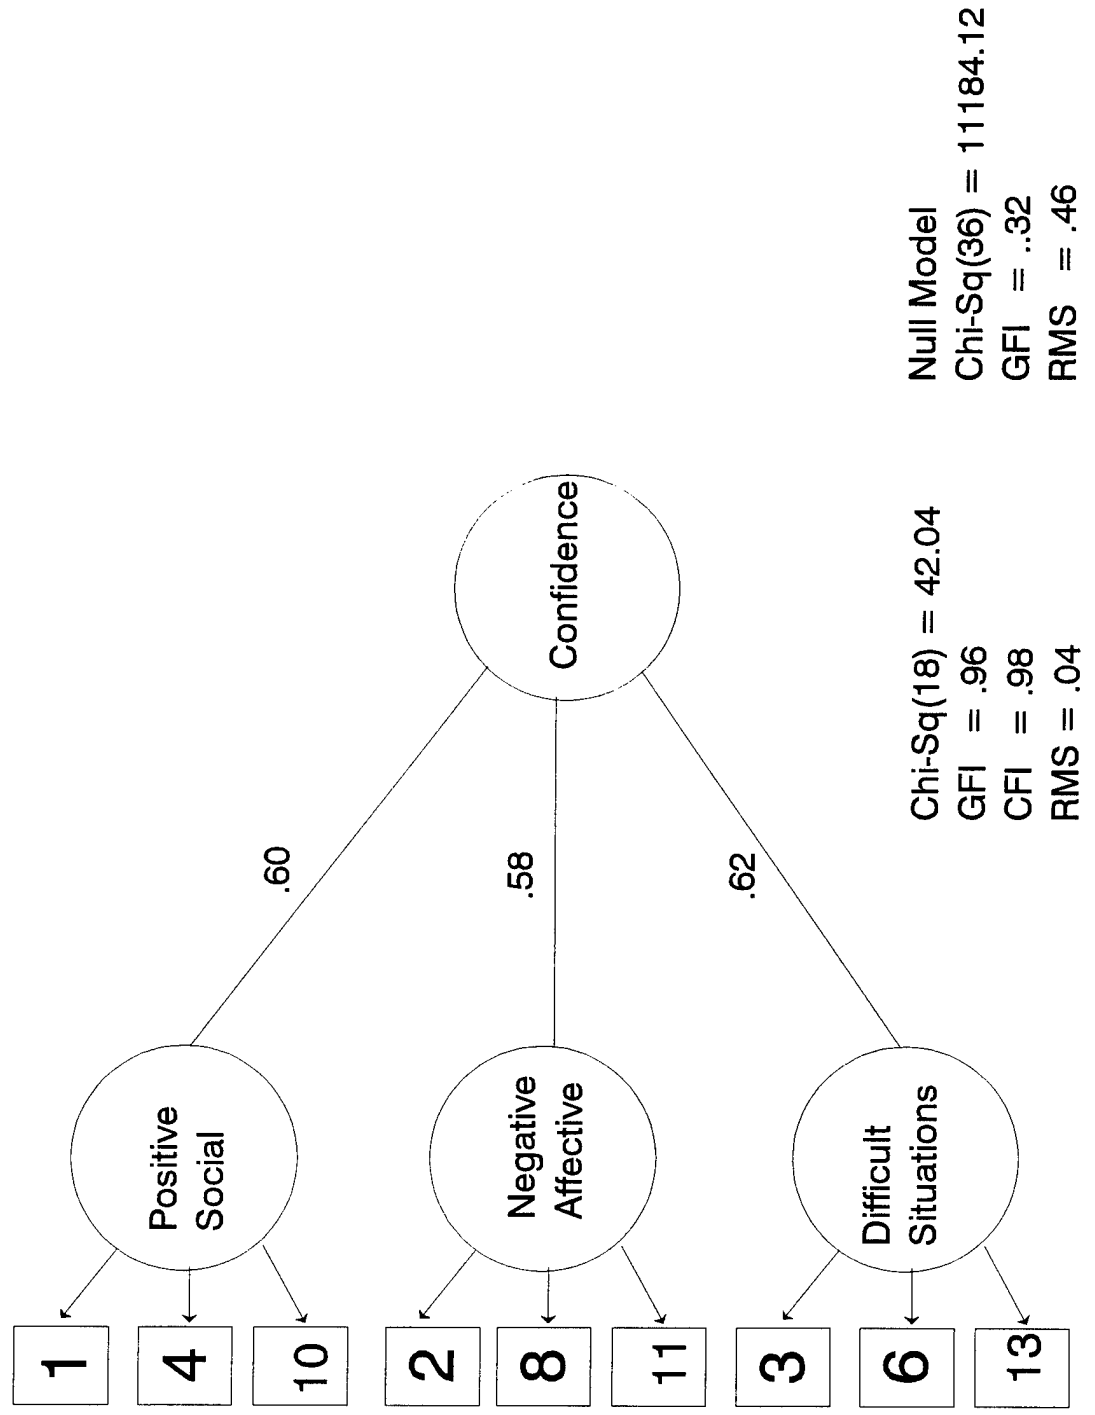 1
4
10
2
8
11
3
6
13
Positive
Social
Negative
Affective
Difficult
Situations
.60
.58
.62
Confidence
Chi-Sq(18) = 42.04
GFI = .96
CFI = .98
RMS = .04
Null Model
Chi-Sq(36) = 11184.12
GFI = ..32
RMS = .46